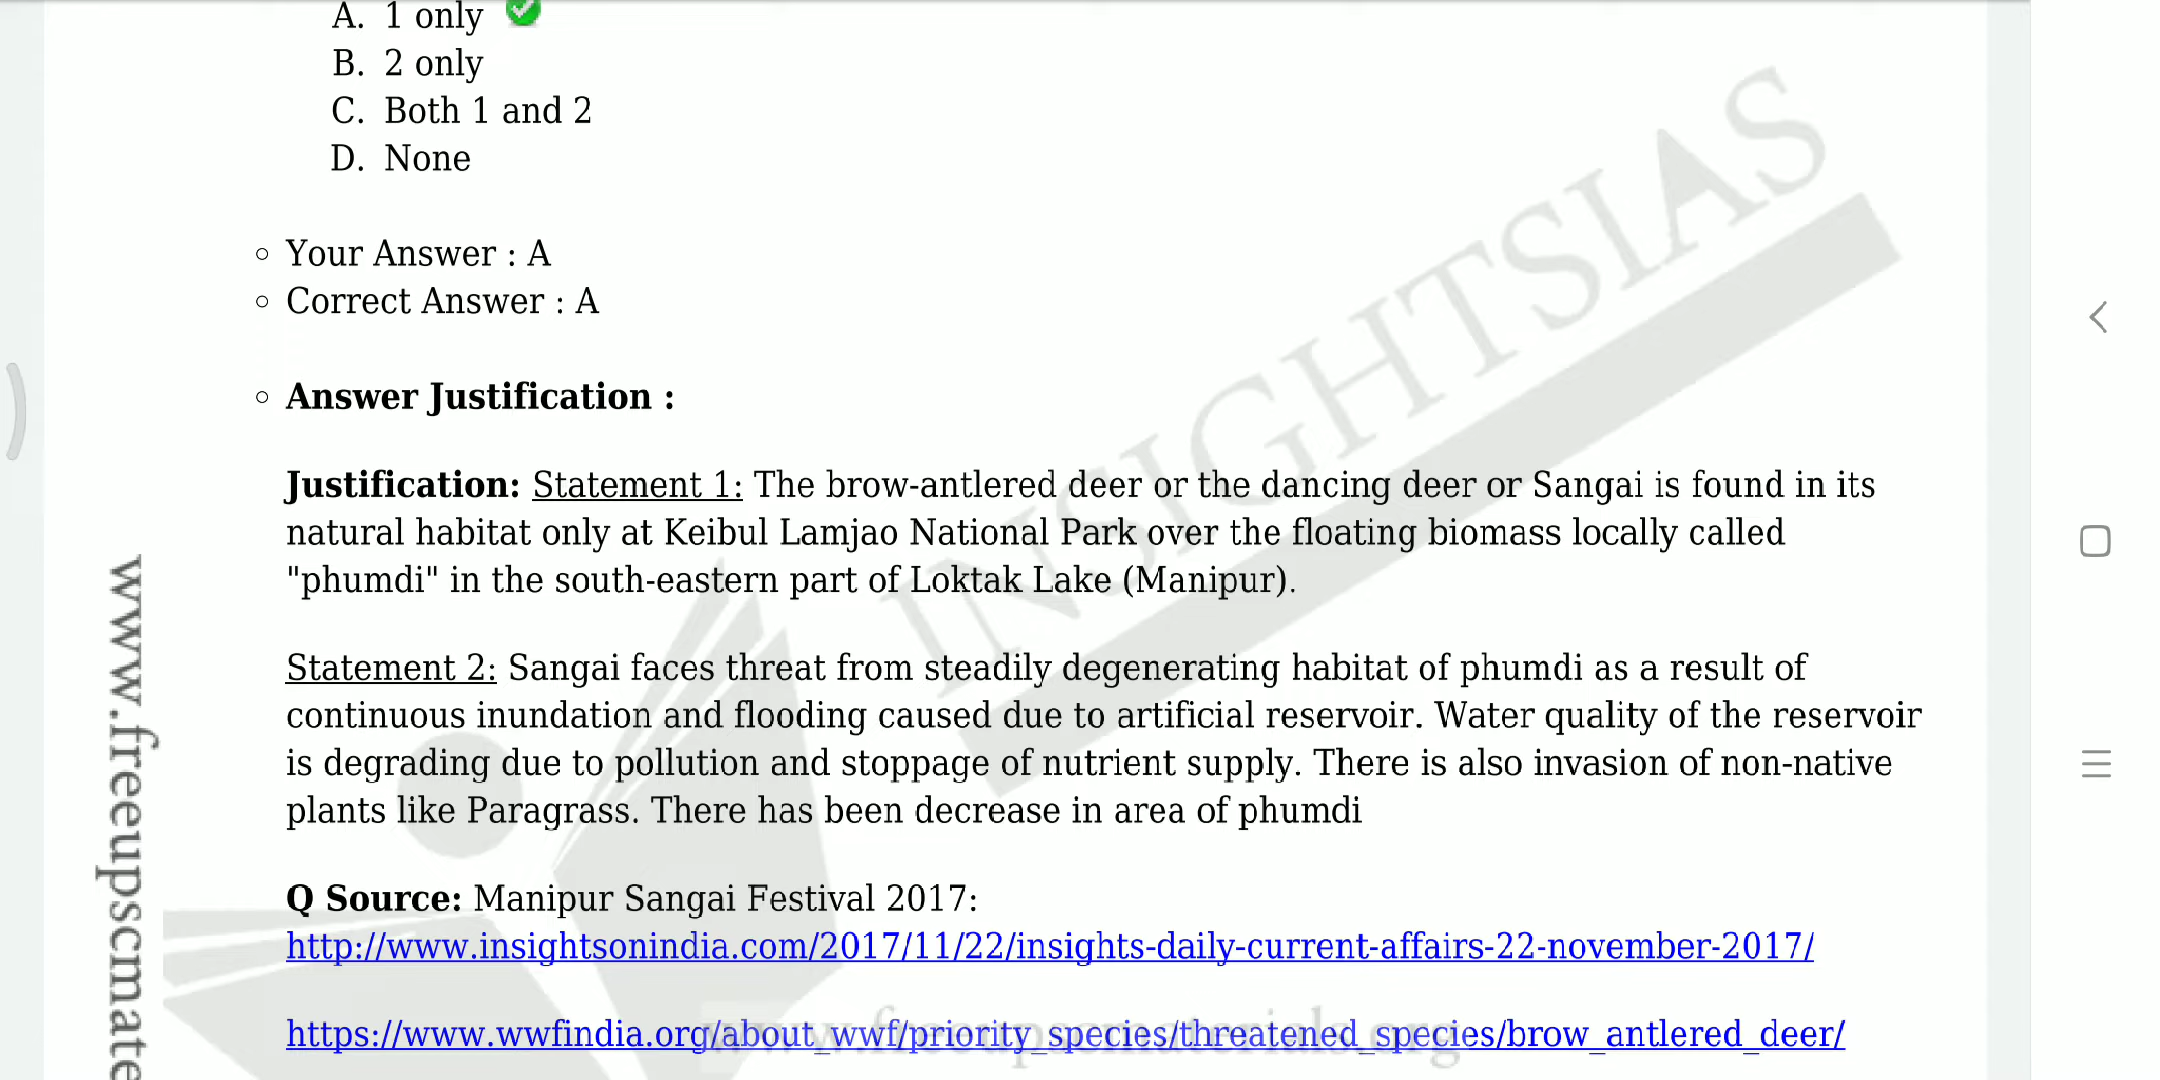 A. 1 only
B. 2 only
C. Both 1 and 2
D. None
Your Answer : A
Correct Answer : A
Answer Justification :
Justification: Statement 1: The brow-antlered deer or the dancing deer or Sangai is found in its
natural habitat only at Keibul Lamjao National Park over the floating biomass locally called
"phumdi" in the south-eastern part of Loktak Lake (Manipur).
Statement 2: Sangai faces threat from steadily degenerating habitat of phumdi as a result of
continuous inundation and flooding caused due to artificial reservoir. Water quality of the reservoir
is degrading due to pollution and stoppage of nutrient supply. There is also invasion of non-native
plants like Paragrass. There has been decrease in area of phumdi
Q Source: Manipur Sangai Festival 2017:
http://www.insightsonindia.com/2017/11/22/insights-daily-current-affairs-22-november-2017/
https://www.wwfindia.org/about_wwf/priority_species/threatened_species/brow_antlered_deer/
INSIGHTSIAS
www.freeupscmate
www.freeupscmaterials.org